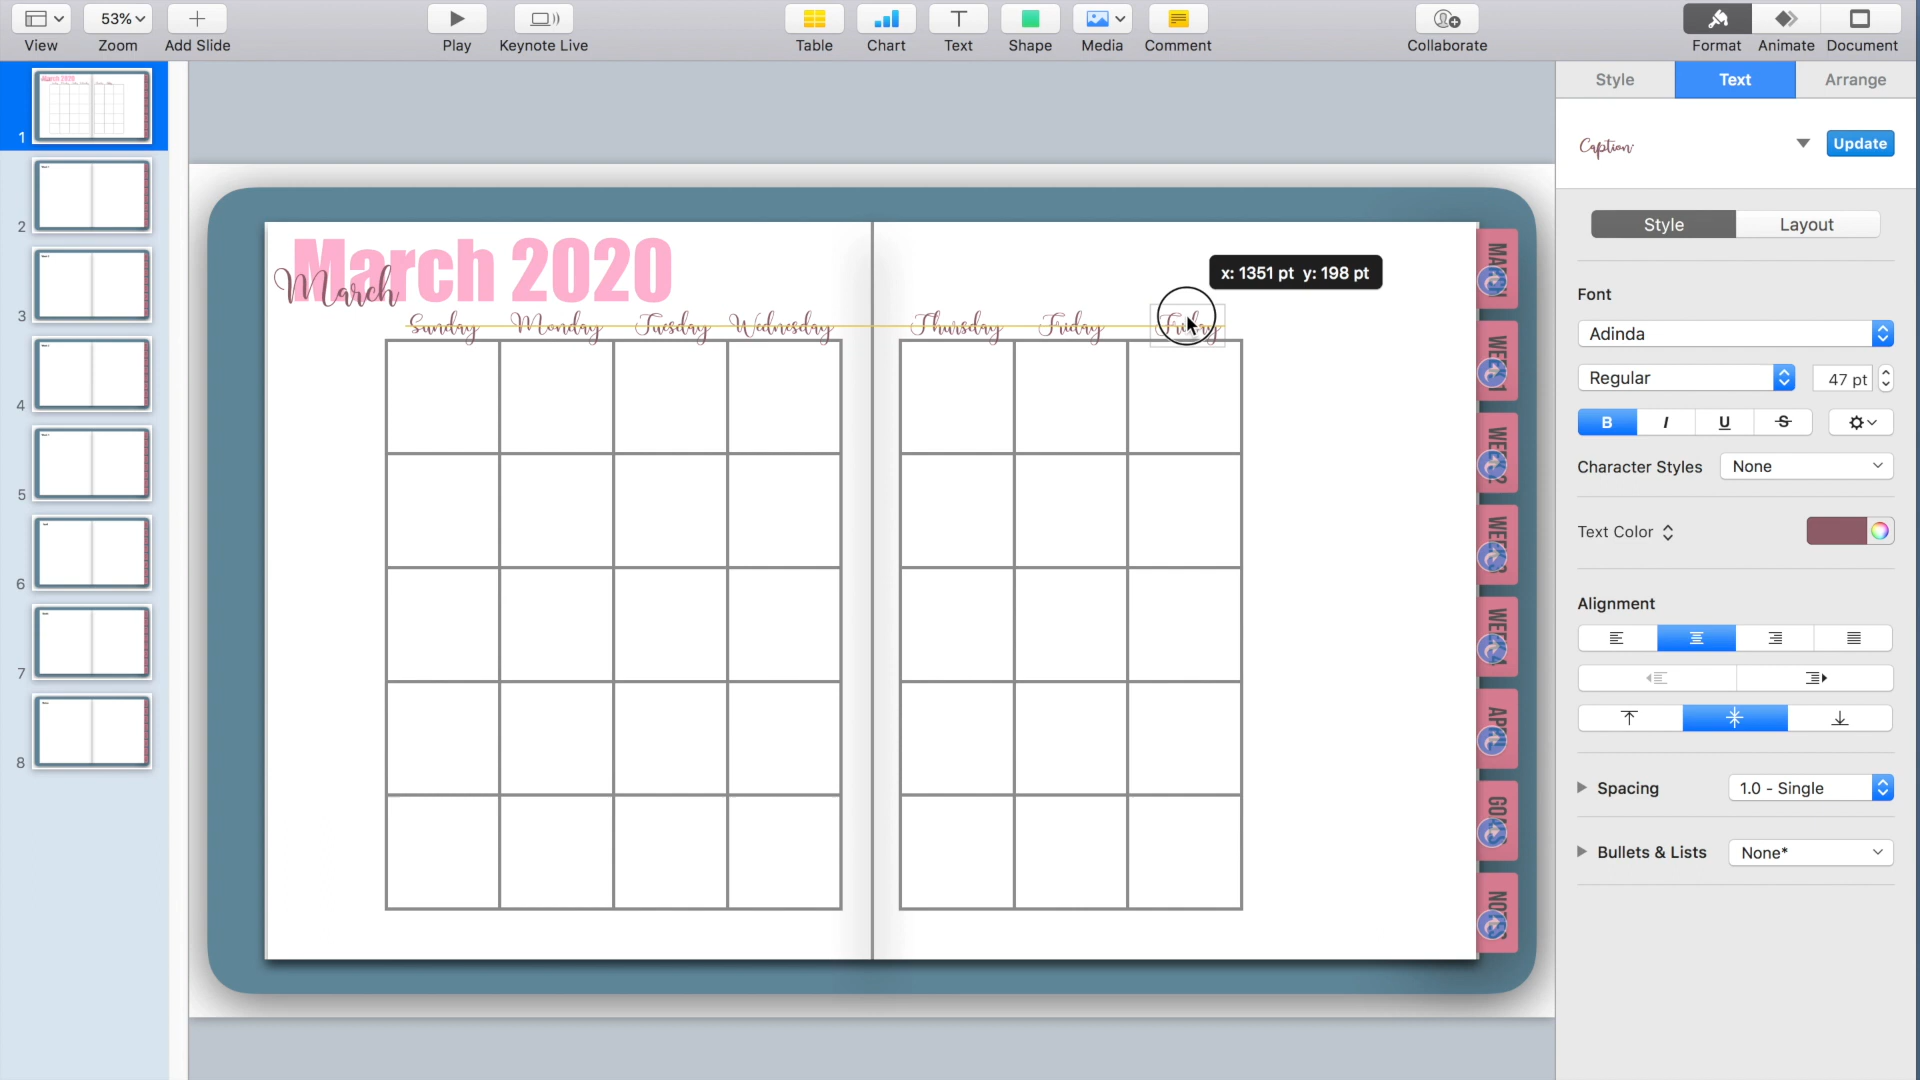 53%
View
Zoom
Add Slide
Play
Keynote Live
Table
Chart
Text
Shape
Media
Comment
Collaborate
Format
Animate
Document
Style
Text
Arrange
Caption
Update
Style
Layout
Font
Adinda
Regular
47 pt
B
I
U
S
Character Styles
None
Text Color
Alignment
Spacing
1.0 - Single
Bullets & Lists
None*
1
2
3
4
5
6
7
8
March 2020
March
x: 1351 pt y: 198 pt
Sunday
Monday
Tuesday
Wednesday
Thursday
Friday
Friday
March 2020